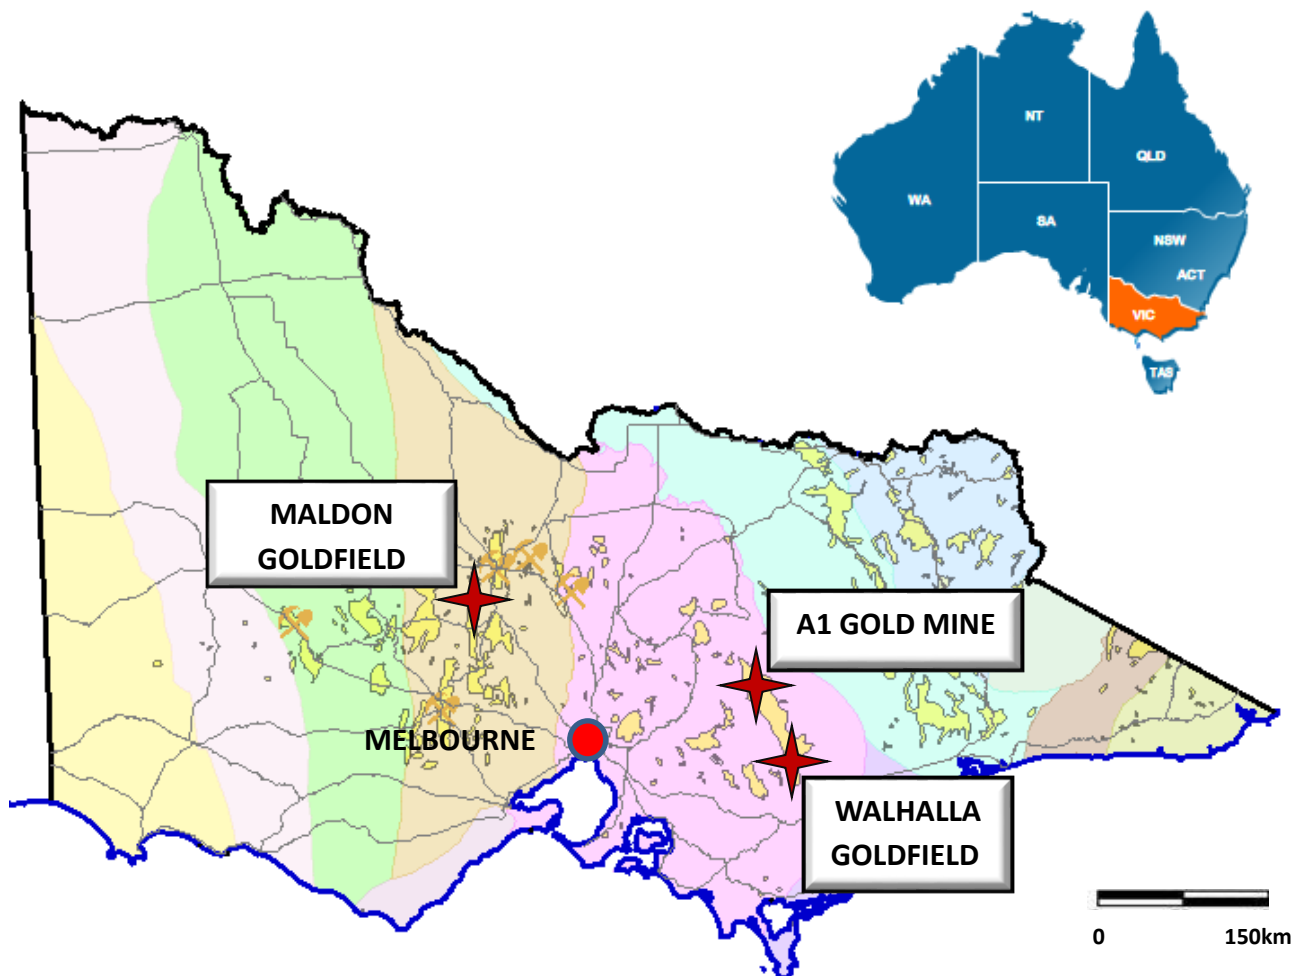 NT
QLD
WA
SA
NSW
ACT
VIC
TAS
MALDON
GOLDFIELD
A1 GOLD MINE
MELBOURNE
WALHALLA
GOLDFIELD
0 150km